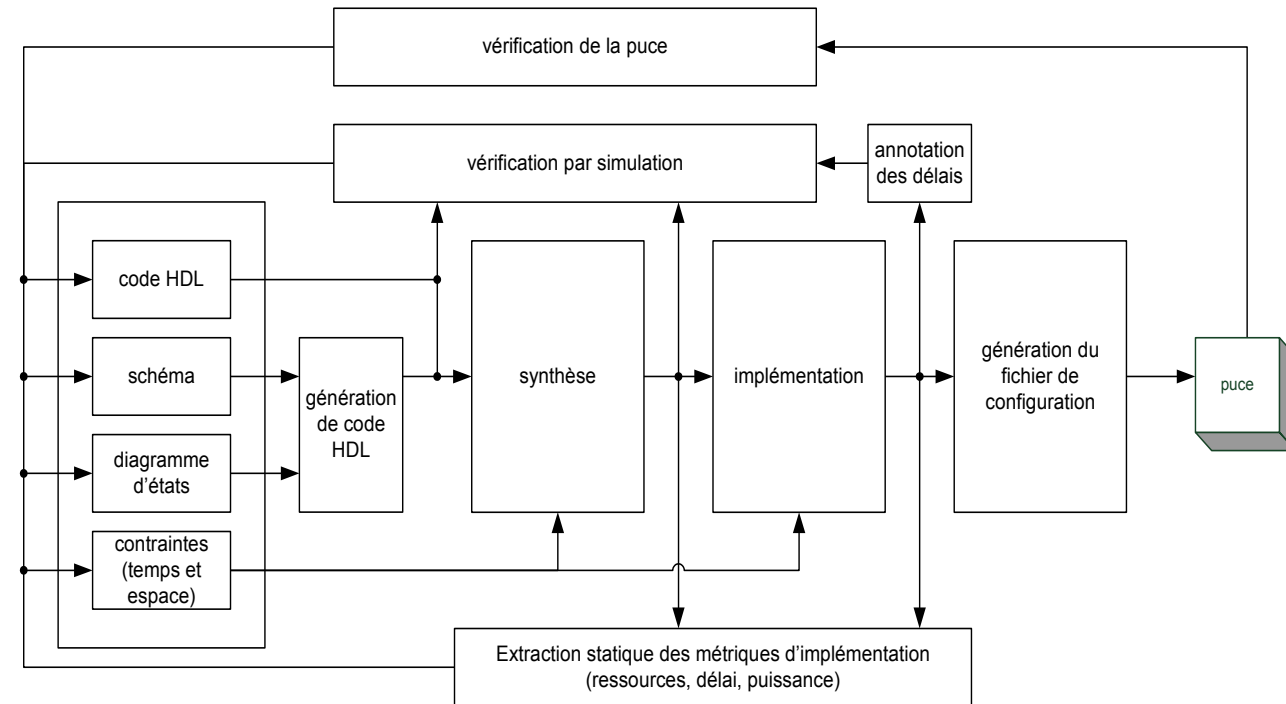 vérification de la puce
vérification par simulation
annotation
des délais
code HDL
schéma
diagramme
d'états
contraintes
(temps et
espace)
génération
de code
HDL
synthèse
implémentation
génération du
fichier de
configuration
puce
Extraction statique des métriques d'implémentation
(ressources, délai, puissance)